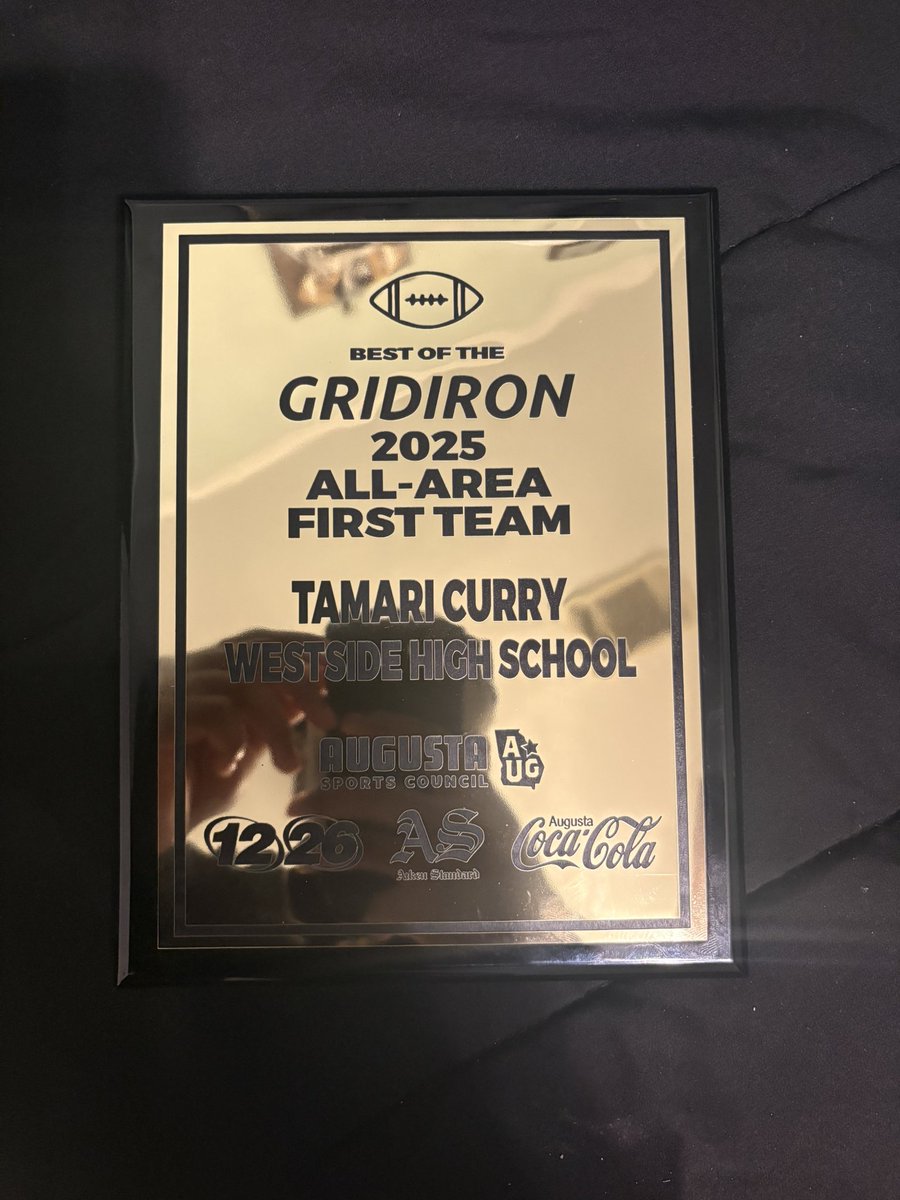 BEST OF THE
GRIDIRON
2025
ALL-AREA
FIRST TEAM
TAMARI CURRY
WESTSIDE HIGH SCHOOL
AUGUSTA
SPORTS COUNCIL
A
UG
12 26
AS
Aiken Standard
Augusta
Coca-Cola